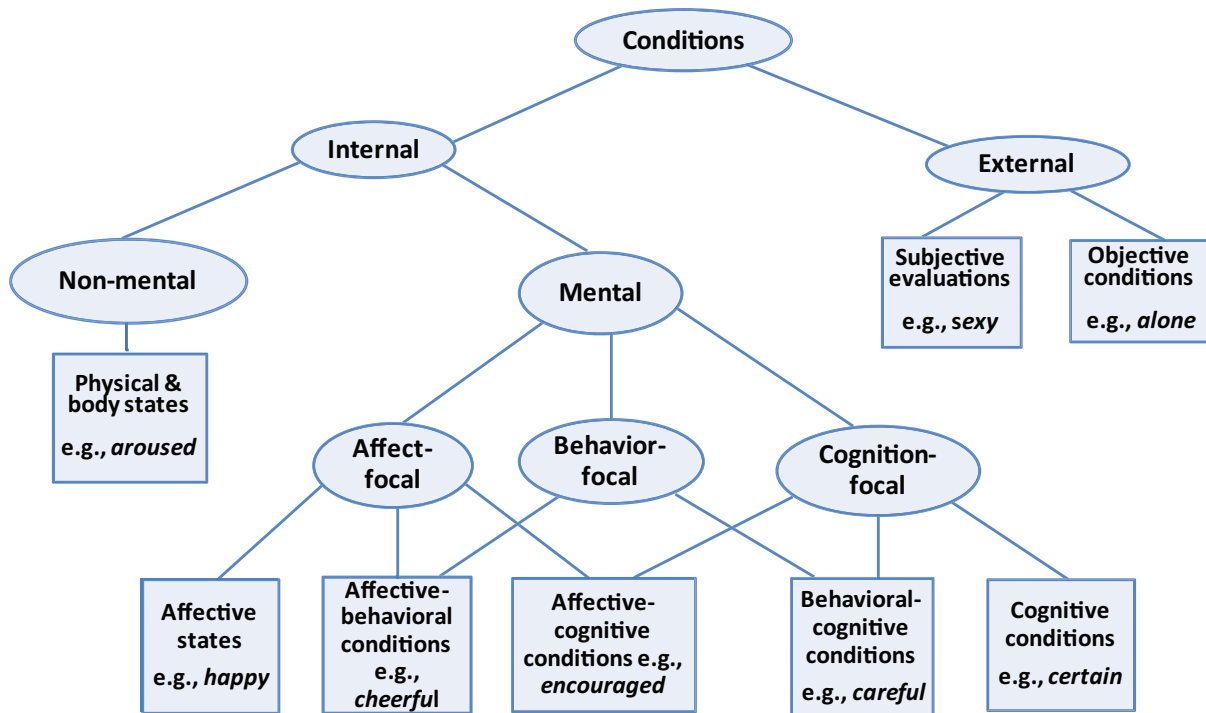 Conditions
Internal
External
Non-mental
Mental
Subjective
evaluations
e.g., sexy
Objective
conditions
e.g., alone
Physical &
body states
e.g., aroused
Affect-
focal
Behavior-
focal
Cognition-
focal
Affective
states
e.g., happy
Affective-
behavioral
conditions
e.g.,
cheerful
Affective-
cognitive
conditions e.g.,
encouraged
Behavioral-
cognitive
conditions
e.g., careful
Cognitive
conditions
e.g., certain